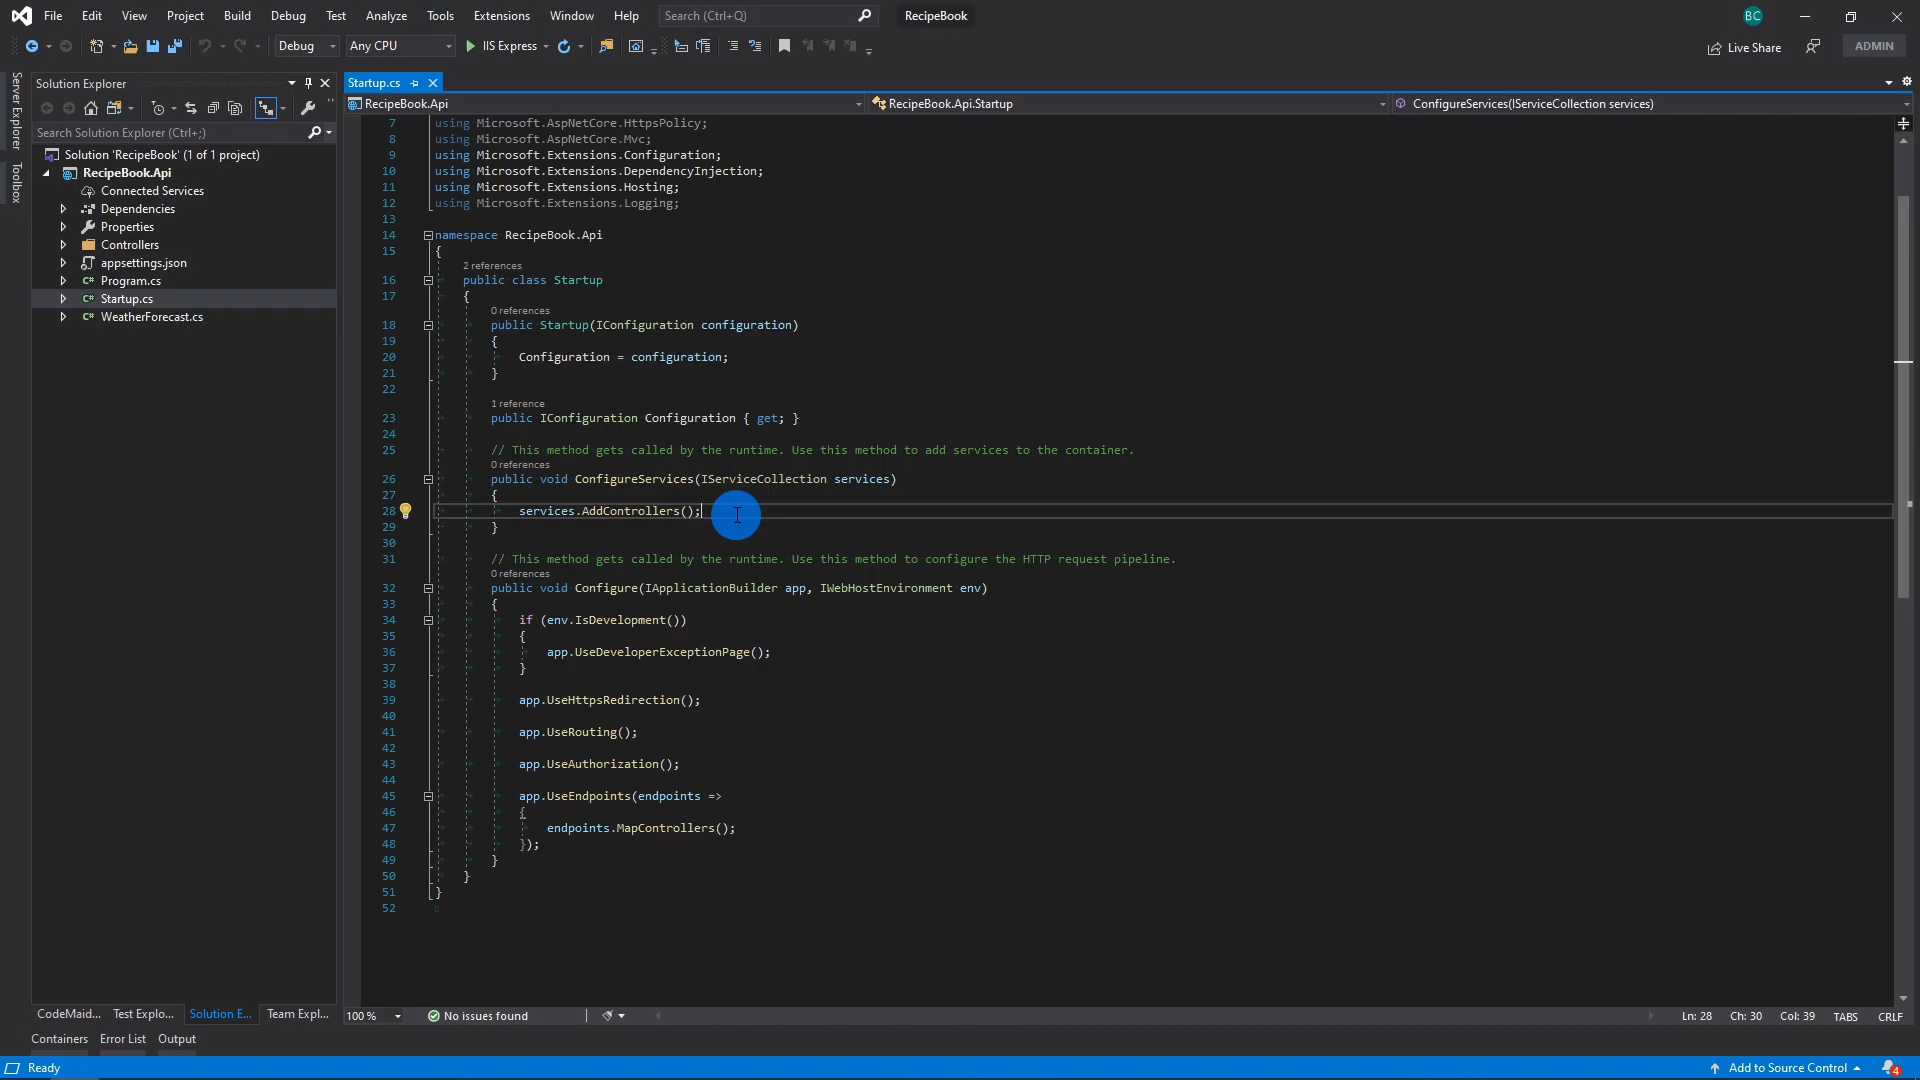 File Edit View Project Build Debug Test Analyze Tools Extensions Window Help Search (Ctrl+Q) RecipeBook BC
Debug Any CPU IIS Express Live Share ADMIN
Server Explorer
Toolbox
Solution Explorer
Search Solution Explorer (Ctrl+;)
Solution 'RecipeBook' (1 of 1 project)
RecipeBook.Api
Connected Services
Dependencies
Properties
Controllers
appsettings.json
C# Program.cs
C# Startup.cs
C# WeatherForecast.cs
CodeMaid... Test Explo... Solution E... Team Expl...
Startup.cs
RecipeBook.Api RecipeBook.Api.Startup ConfigureServices(IServiceCollection services)
7 using Microsoft.AspNetCore.HttpsPolicy;
8 using Microsoft.AspNetCore.Mvc;
9 using Microsoft.Extensions.Configuration;
10 using Microsoft.Extensions.DependencyInjection;
11 using Microsoft.Extensions.Hosting;
12 using Microsoft.Extensions.Logging;
13
14 namespace RecipeBook.Api
15 {
2 references
16 public class Startup
17 {
0 references
18 public Startup(IConfiguration configuration)
19 {
20 Configuration = configuration;
21 }
22
1 reference
23 public IConfiguration Configuration { get; }
24
25 // This method gets called by the runtime. Use this method to add services to the container.
0 references
26 public void ConfigureServices(IServiceCollection services)
27 {
28 services.AddControllers();
29 }
30
31 // This method gets called by the runtime. Use this method to configure the HTTP request pipeline.
0 references
32 public void Configure(IApplicationBuilder app, IWebHostEnvironment env)
33 {
34 if (env.IsDevelopment())
35 {
36 app.UseDeveloperExceptionPage();
37 }
38
39 app.UseHttpsRedirection();
40
41 app.UseRouting();
42
43 app.UseAuthorization();
44
45 app.UseEndpoints(endpoints =>
46 {
47 endpoints.MapControllers();
48 });
49 }
50 }
51 }
52
100 % No issues found Ln: 28 Ch: 30 Col: 39 TABS CRLF
Containers Error List Output
Ready Add to Source Control 4